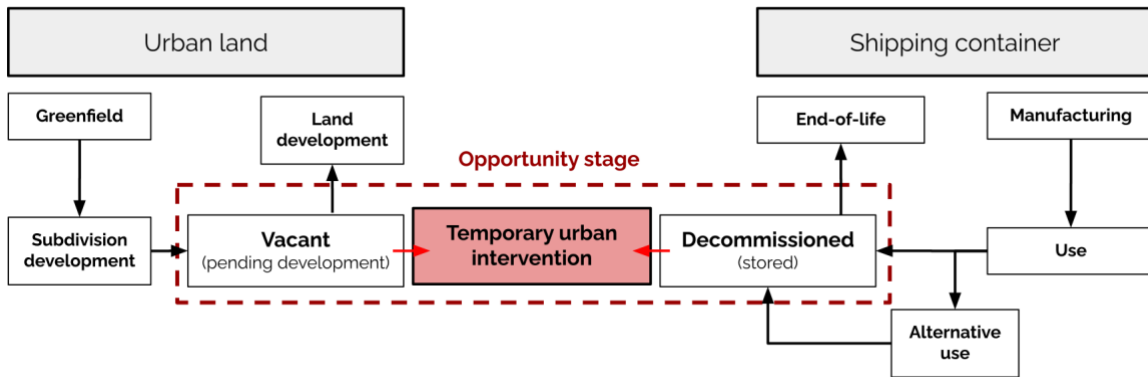 Urban land
Shipping container
Greenfield
Land
development
End-of-life
Manufacturing
Opportunity stage
Subdivision
development
Vacant
(pending development)
Temporary urban
intervention
Decommissioned
(stored)
Use
Alternative
use